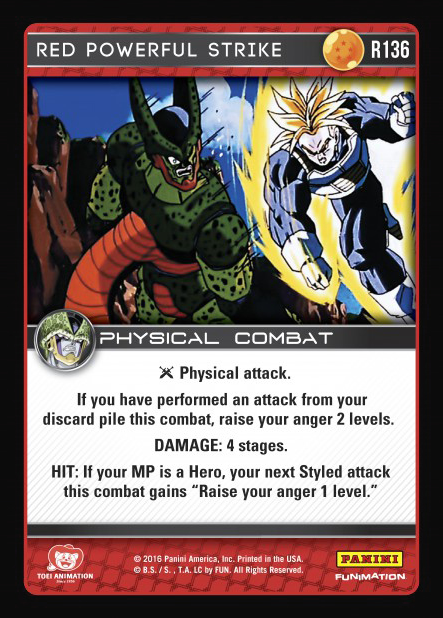 RED POWERFUL STRIKE R136
PHYSICAL COMBAT
Physical attack.
If you have performed an attack from your
discard pile this combat, raise your anger 2 levels.
DAMAGE: 4 stages.
HIT: If your MP is a Hero, your next Styled attack
this combat gains “Raise your anger 1 level.”
TOEI ANIMATION
Since 1956
© 2016 Panini America, Inc. Printed in the USA.
© B.S./ S. , T.A. LC by FUN. All Rights Reserved.
PANINI
FUNIMATION